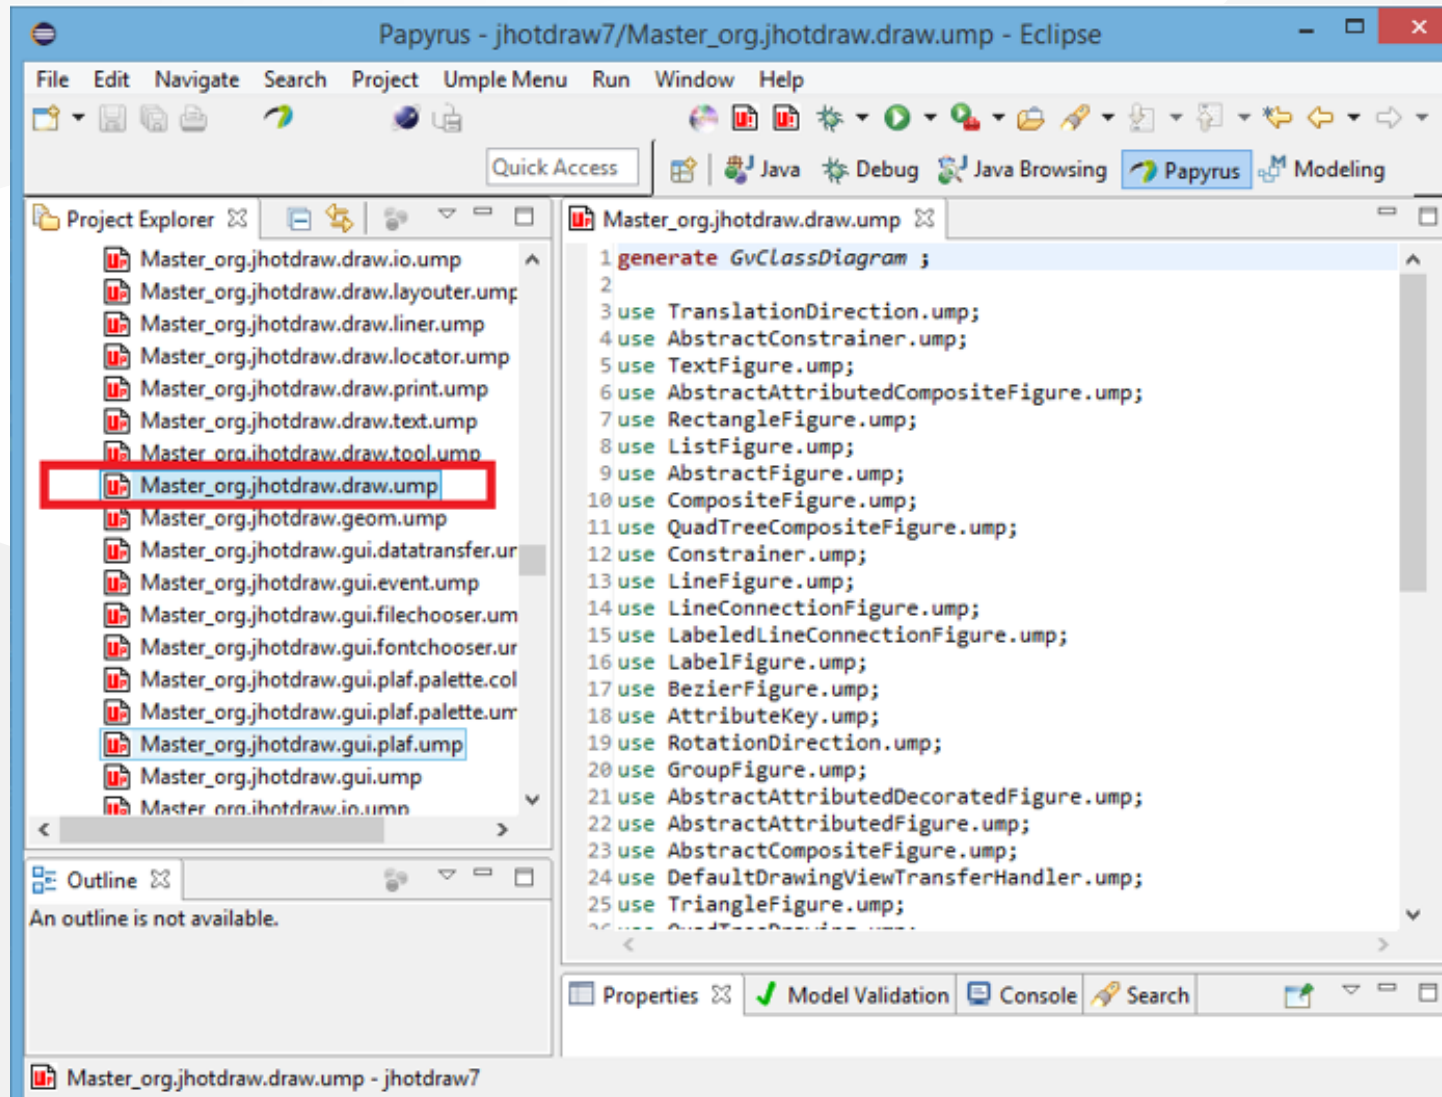 Papyrus - jhotdraw7/Master_org.jhotdraw.draw.ump - Eclipse
File Edit Navigate Search Project Umple Menu Run Window Help
Quick Access Java Debug Java Browsing Papyrus Modeling
Project Explorer
Master_org.jhotdraw.draw.io.ump
Master_org.jhotdraw.draw.layouter.ump
Master_org.jhotdraw.draw.liner.ump
Master_org.jhotdraw.draw.locator.ump
Master_org.jhotdraw.draw.print.ump
Master_org.jhotdraw.draw.text.ump
Master_org.jhotdraw.draw.tool.ump
Master_org.jhotdraw.draw.ump
Master_org.jhotdraw.geom.ump
Master_org.jhotdraw.gui.datatransfer.ur
Master_org.jhotdraw.gui.event.ump
Master_org.jhotdraw.gui.filechooser.um
Master_org.jhotdraw.gui.fontchooser.ur
Master_org.jhotdraw.gui.plaf.palette.col
Master_org.jhotdraw.gui.plaf.palette.um
Master_org.jhotdraw.gui.plaf.ump
Master_org.jhotdraw.gui.ump
Master_org.jhotdraw.io.ump
Outline
An outline is not available.
Master_org.jhotdraw.draw.ump
1 generate GvClassDiagram ;
2
3 use TranslationDirection.ump;
4 use AbstractConstrainer.ump;
5 use TextFigure.ump;
6 use AbstractAttributedCompositeFigure.ump;
7 use RectangleFigure.ump;
8 use ListFigure.ump;
9 use AbstractFigure.ump;
10 use CompositeFigure.ump;
11 use QuadTreeCompositeFigure.ump;
12 use Constrainer.ump;
13 use LineFigure.ump;
14 use LineConnectionFigure.ump;
15 use LabeledLineConnectionFigure.ump;
16 use LabelFigure.ump;
17 use BezierFigure.ump;
18 use AttributeKey.ump;
19 use RotationDirection.ump;
20 use GroupFigure.ump;
21 use AbstractAttributedDecoratedFigure.ump;
22 use AbstractAttributedFigure.ump;
23 use AbstractCompositeFigure.ump;
24 use DefaultDrawingViewTransferHandler.ump;
25 use TriangleFigure.ump;
26 use QuadTreeDrawing.ump;
Properties Model Validation Console Search
Master_org.jhotdraw.draw.ump - jhotdraw7